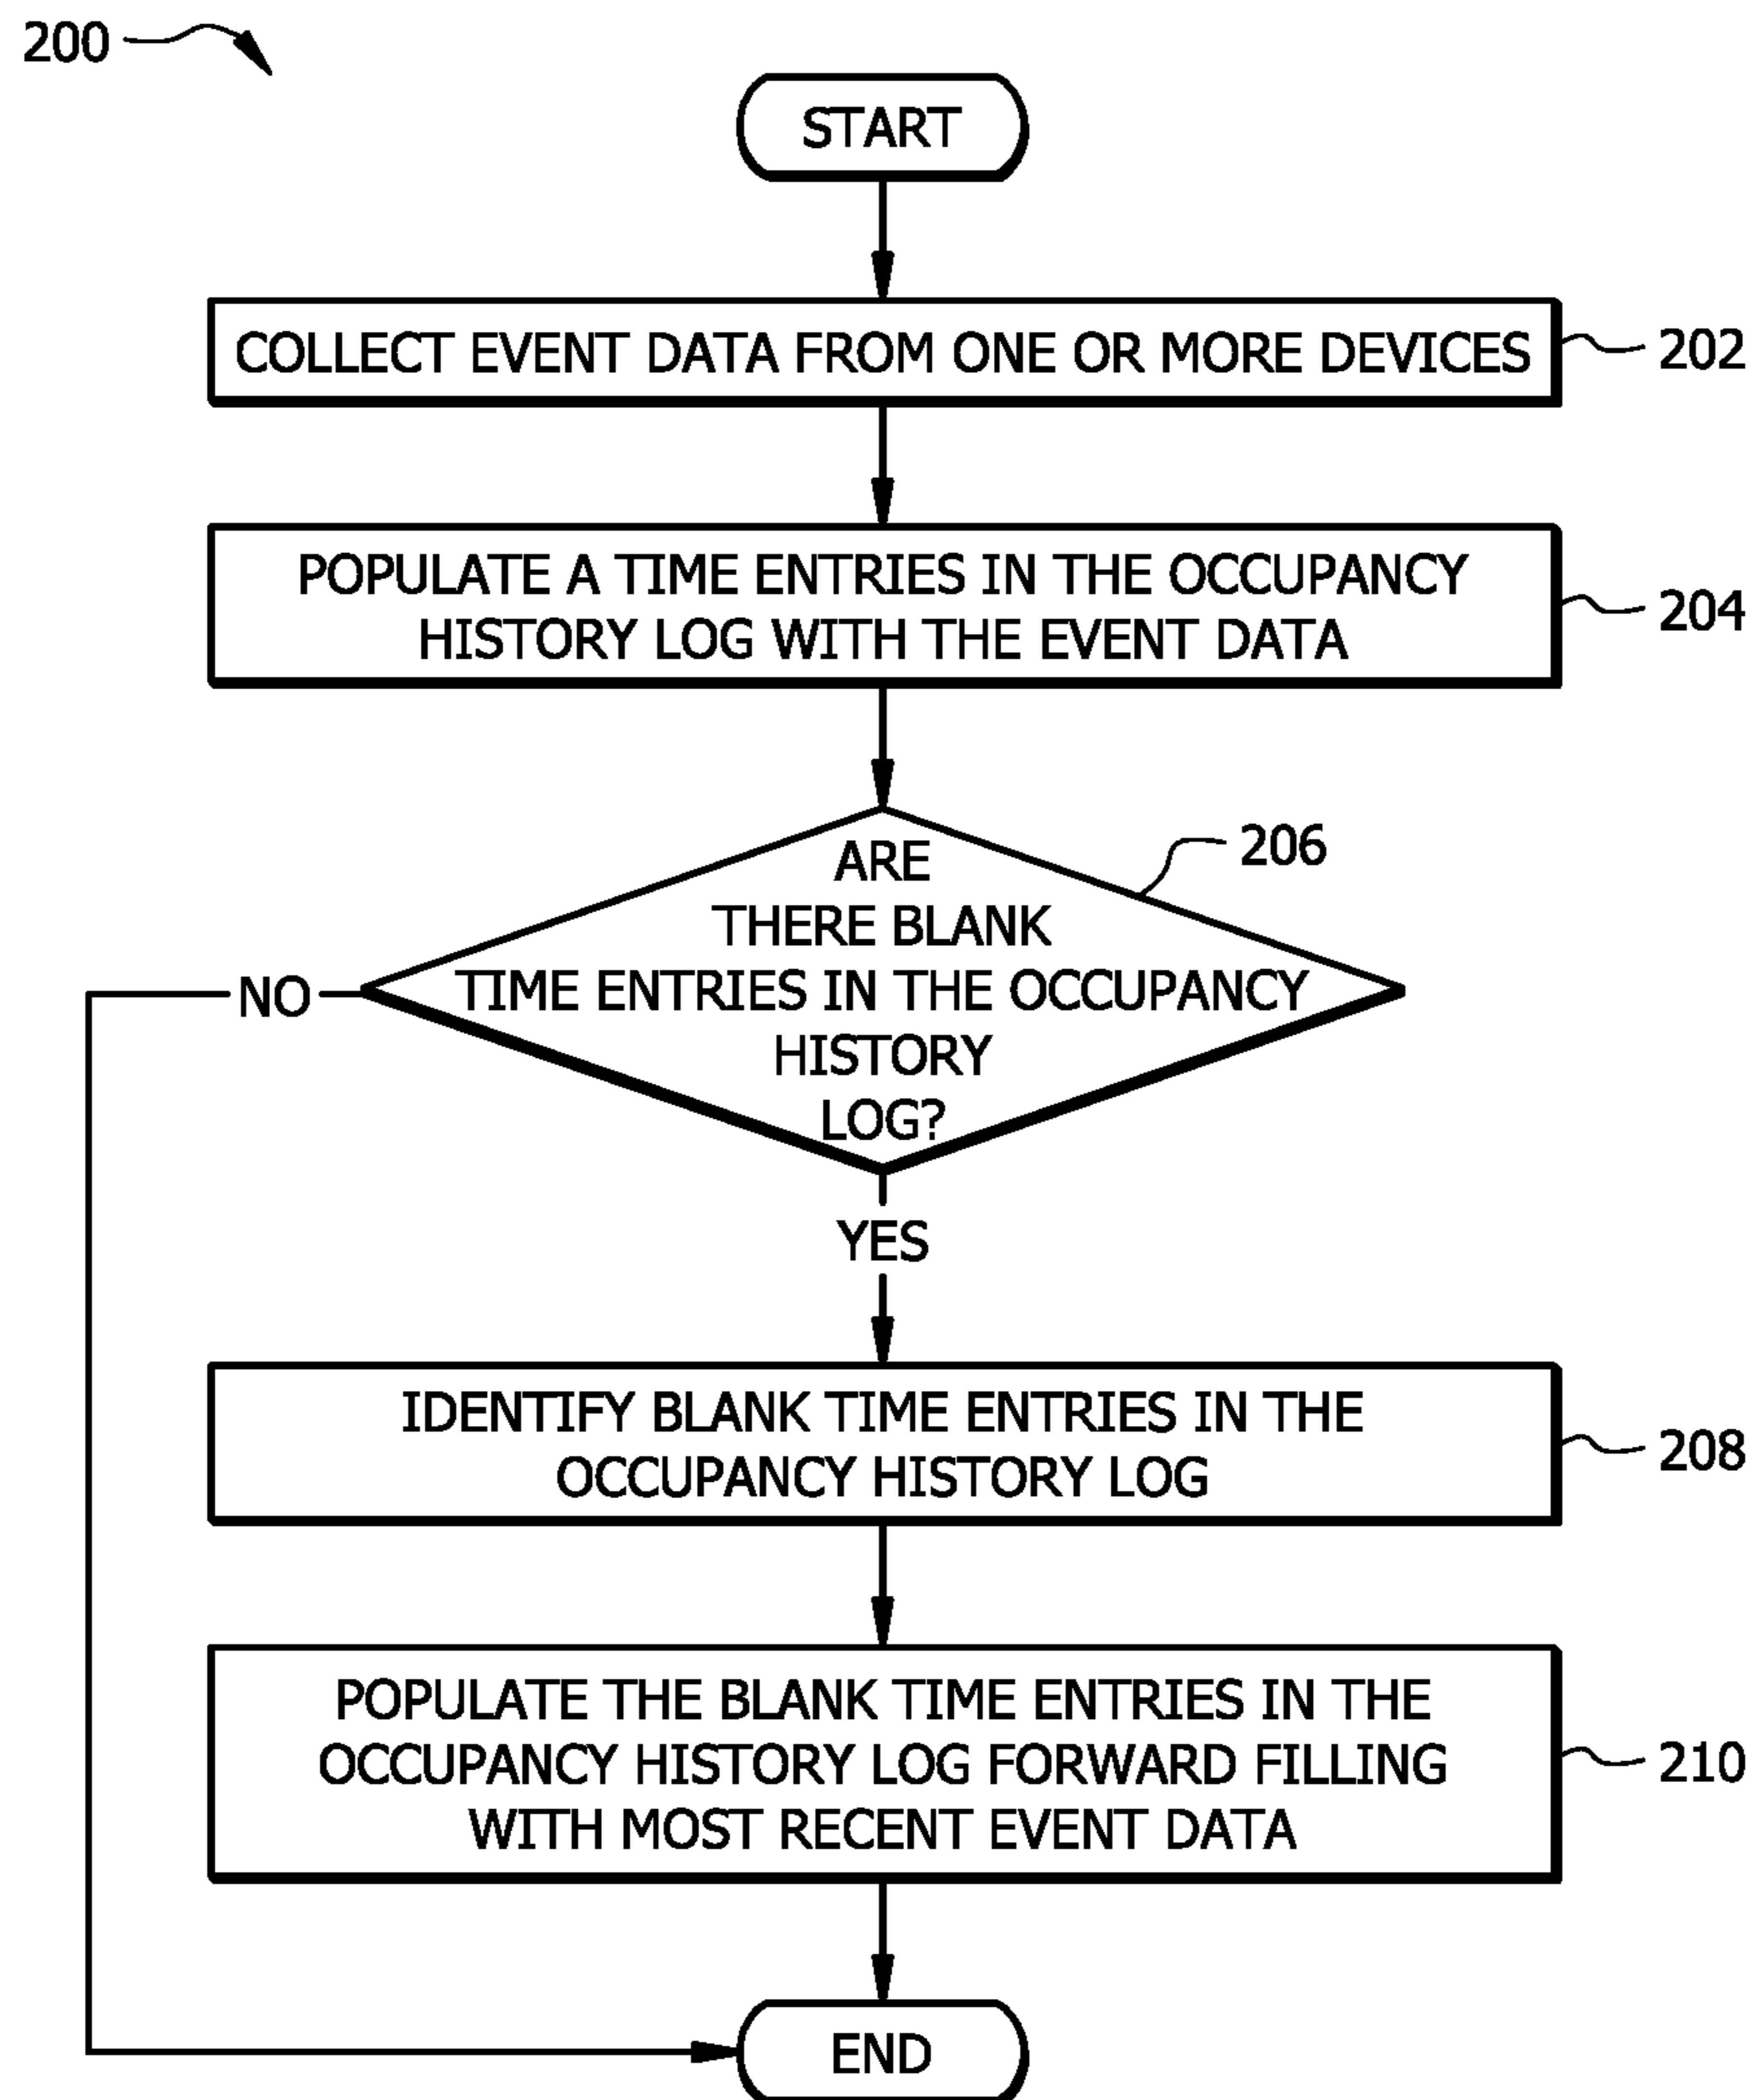 200
START
COLLECT EVENT DATA FROM ONE OR MORE DEVICES
202
POPULATE A TIME ENTRIES IN THE OCCUPANCY
HISTORY LOG WITH THE EVENT DATA
204
ARE
THERE BLANK
TIME ENTRIES IN THE OCCUPANCY
HISTORY
LOG?
206
NO
YES
IDENTIFY BLANK TIME ENTRIES IN THE
OCCUPANCY HISTORY LOG
208
POPULATE THE BLANK TIME ENTRIES IN THE
OCCUPANCY HISTORY LOG FORWARD FILLING
WITH MOST RECENT EVENT DATA
210
END